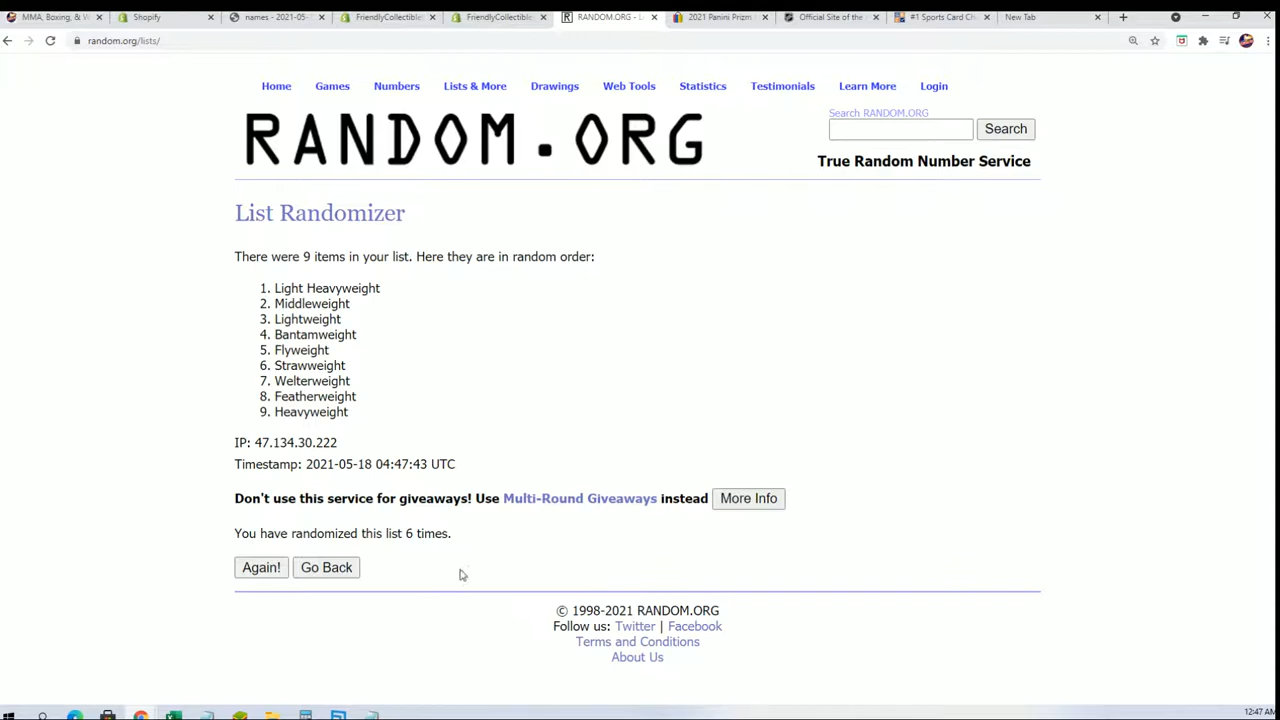 MMA, Boxing, & W
Shopify
names - 2021-05-
FriendlyCollectible
FriendlyCollectible
RANDOM.ORG - L
2021 Panini Prizm
Official Site of the
#1 Sports Card Ch
New Tab
random.org/lists/
Home Games Numbers Lists & More Drawings Web Tools Statistics Testimonials Learn More Login
Search RANDOM.ORG
RANDOM.ORG
Search
True Random Number Service
List Randomizer
There were 9 items in your list. Here they are in random order:
1. Light Heavyweight
2. Middleweight
3. Lightweight
4. Bantamweight
5. Flyweight
6. Strawweight
7. Welterweight
8. Featherweight
9. Heavyweight
IP: 47.134.30.222
Timestamp: 2021-05-18 04:47:43 UTC
Don't use this service for giveaways! Use Multi-Round Giveaways instead More Info
You have randomized this list 6 times.
Again! Go Back
© 1998-2021 RANDOM.ORG
Follow us: Twitter | Facebook
Terms and Conditions
About Us
12:47 AM